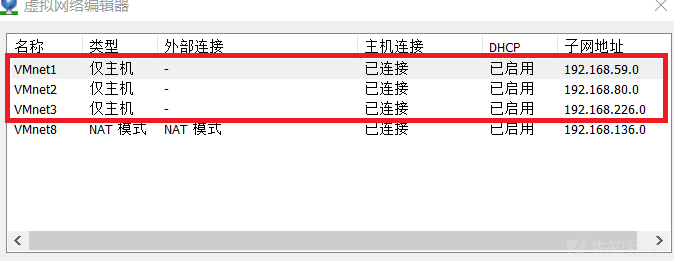 虚拟网络编辑器
名称 类型 外部连接 主机连接 DHCP 子网地址
VMnet1 仅主机 - 已连接 已启用 192.168.59.0
VMnet2 仅主机 - 已连接 已启用 192.168.80.0
VMnet3 仅主机 - 已连接 已启用 192.168.226.0
VMnet8 NAT 模式 NAT 模式 已连接 已启用 192.168.136.0